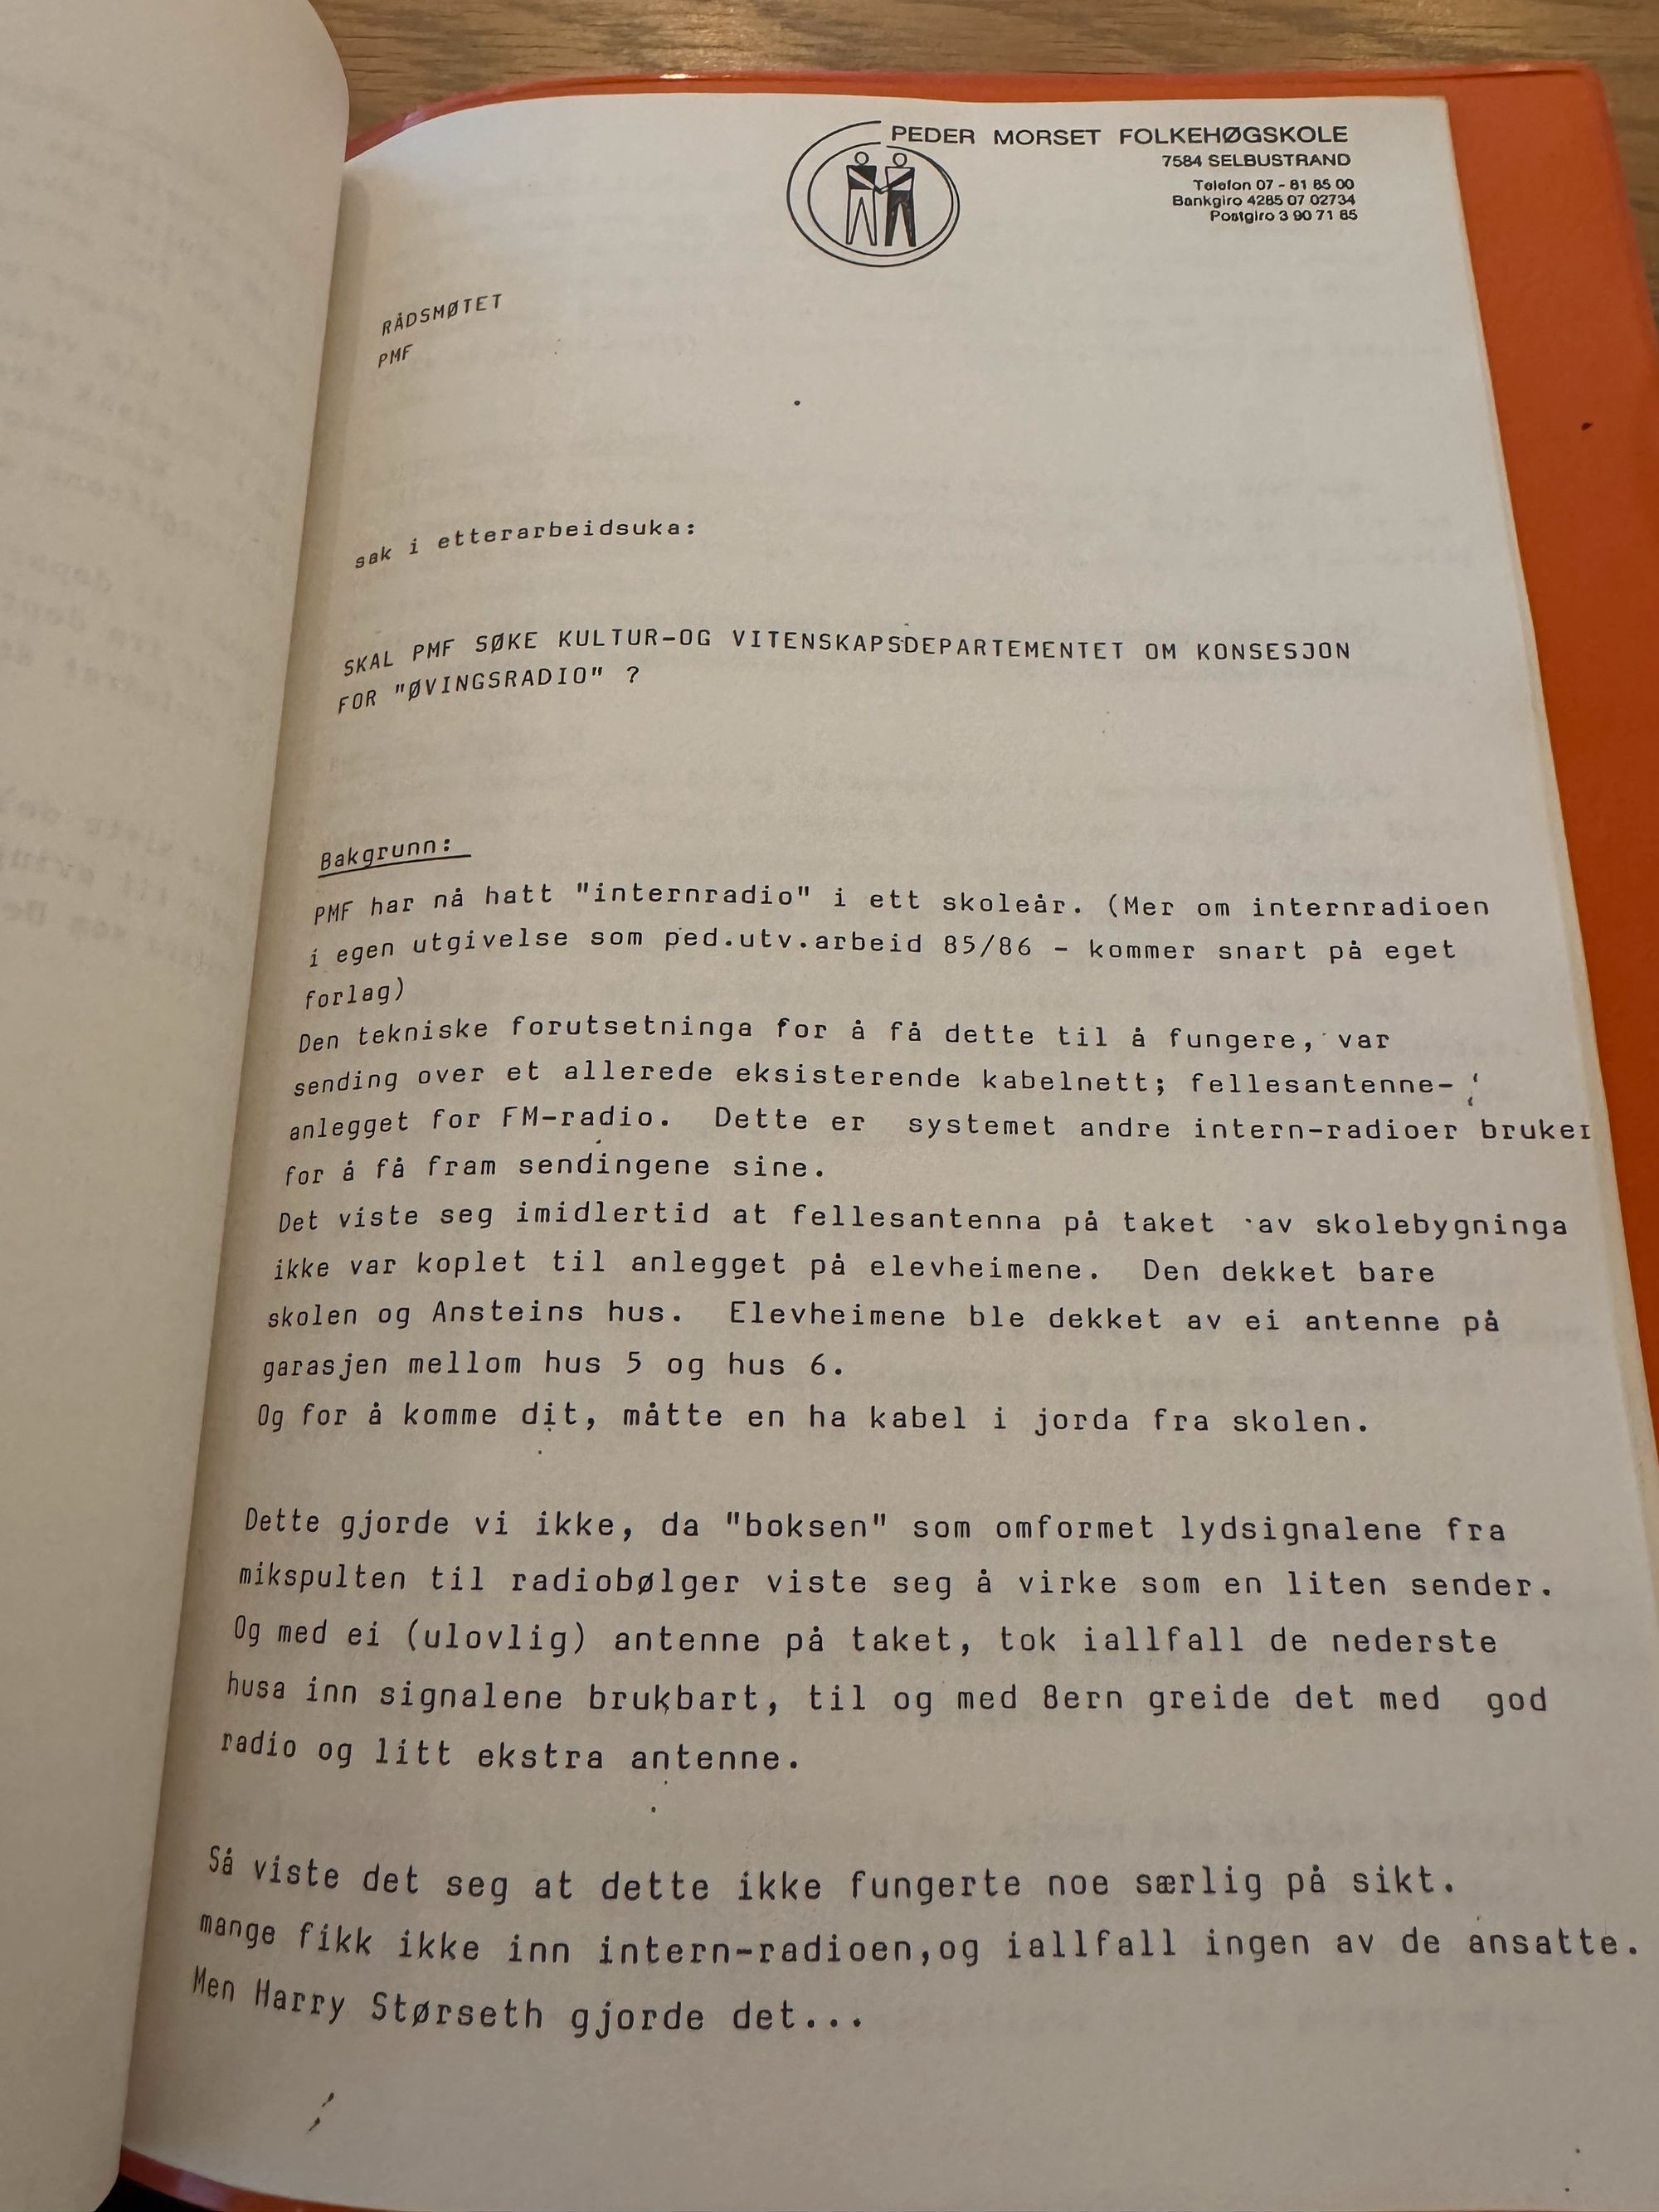 PEDER MORSET FOLKEHØGSKOLE
7584 SELBUSTRAND
Telefon 07 - 81 85 00
Bankgiro 4285 07 02734
Postgiro 3 90 71 85
RÅDSMØTET
PMF
sak i etterarbeidsuka:
SKAL PMF SØKE KULTUR-OG VITENSKAPSDEPARTEMENTET OM KONSESJON
FOR "ØVINGSRADIO" ?
Bakgrunn:
PMF har nå hatt "internradio" i ett skoleår. (Mer om internradioen
i egen utgivelse som ped.utv.arbeid 85/86 - kommer snart på eget
forlag)
Den tekniske forutsetninga for å få dette til å fungere, var
sending over et allerede eksisterende kabelnett; fellesantenne-
anlegget for FM-radio. Dette er systemet andre intern-radioer bruker
for å få fram sendingene sine.
Det viste seg imidlertid at fellesantenna på taket av skolebygninga
ikke var koplet til anlegget på elevheimene. Den dekket bare
skolen og Ansteins hus. Elevheimene ble dekket av ei antenne på
garasjen mellom hus 5 og hus 6.
Og for å komme dit, måtte en ha kabel i jorda fra skolen.
Dette gjorde vi ikke, da "boksen" som omformet lydsignalene fra
mikspulten til radiobølger viste seg å virke som en liten sender.
Og med ei (ulovlig) antenne på taket, tok iallfall de nederste
husa inn signalene brukbart, til og med 8ern greide det med god
radio og litt ekstra antenne.
Så viste det seg at dette ikke fungerte noe særlig på sikt.
mange fikk ikke inn intern-radioen,og iallfall ingen av de ansatte.
Men Harry Størseth gjorde det...